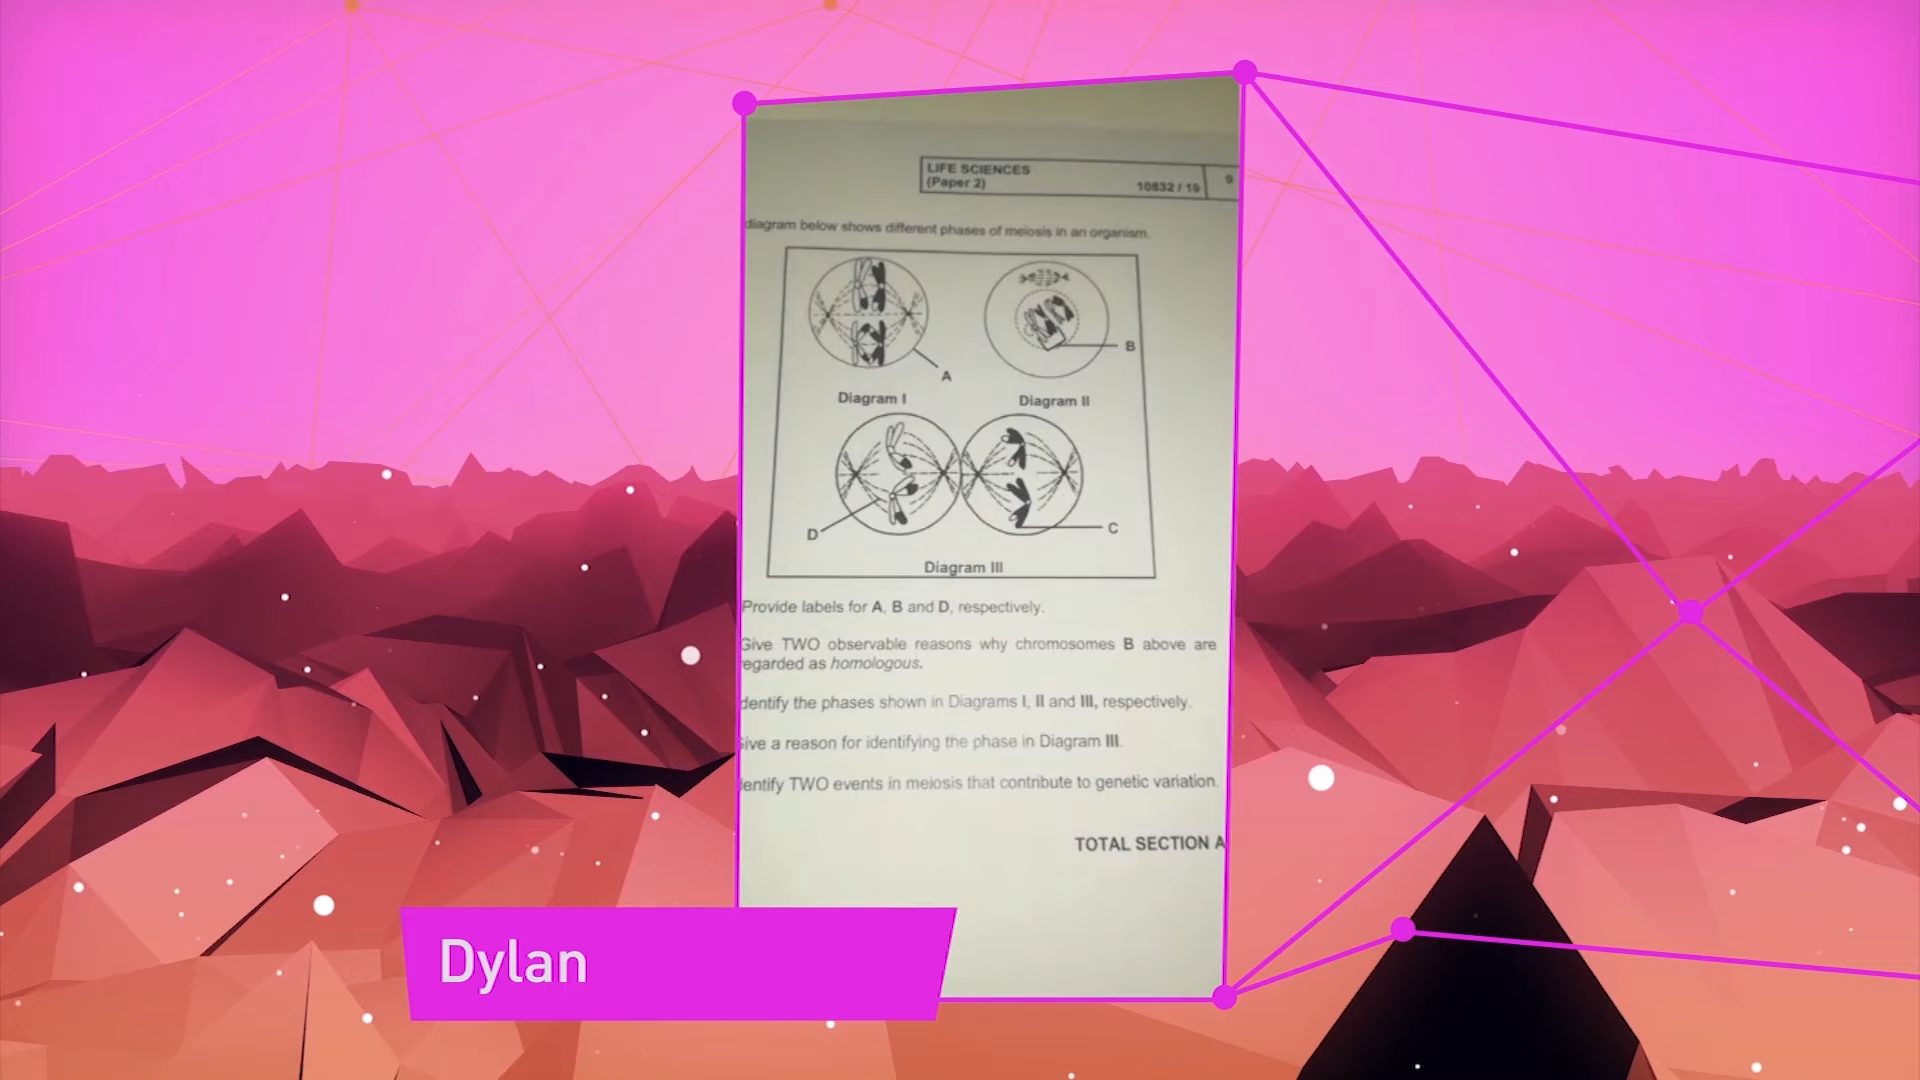 LIFE SCIENCES
(Paper 2)
10832 / 19
9
diagram below shows different phases of meiosis in an organism.
A
B
Diagram I
Diagram II
D
C
Diagram III
Provide labels for A, B and D, respectively.
Give TWO observable reasons why chromosomes B above are
egarded as homologous.
dentify the phases shown in Diagrams I, II and III, respectively.
ive a reason for identifying the phase in Diagram III.
entify TWO events in meiosis that contribute to genetic variation.
TOTAL SECTION A
Dylan